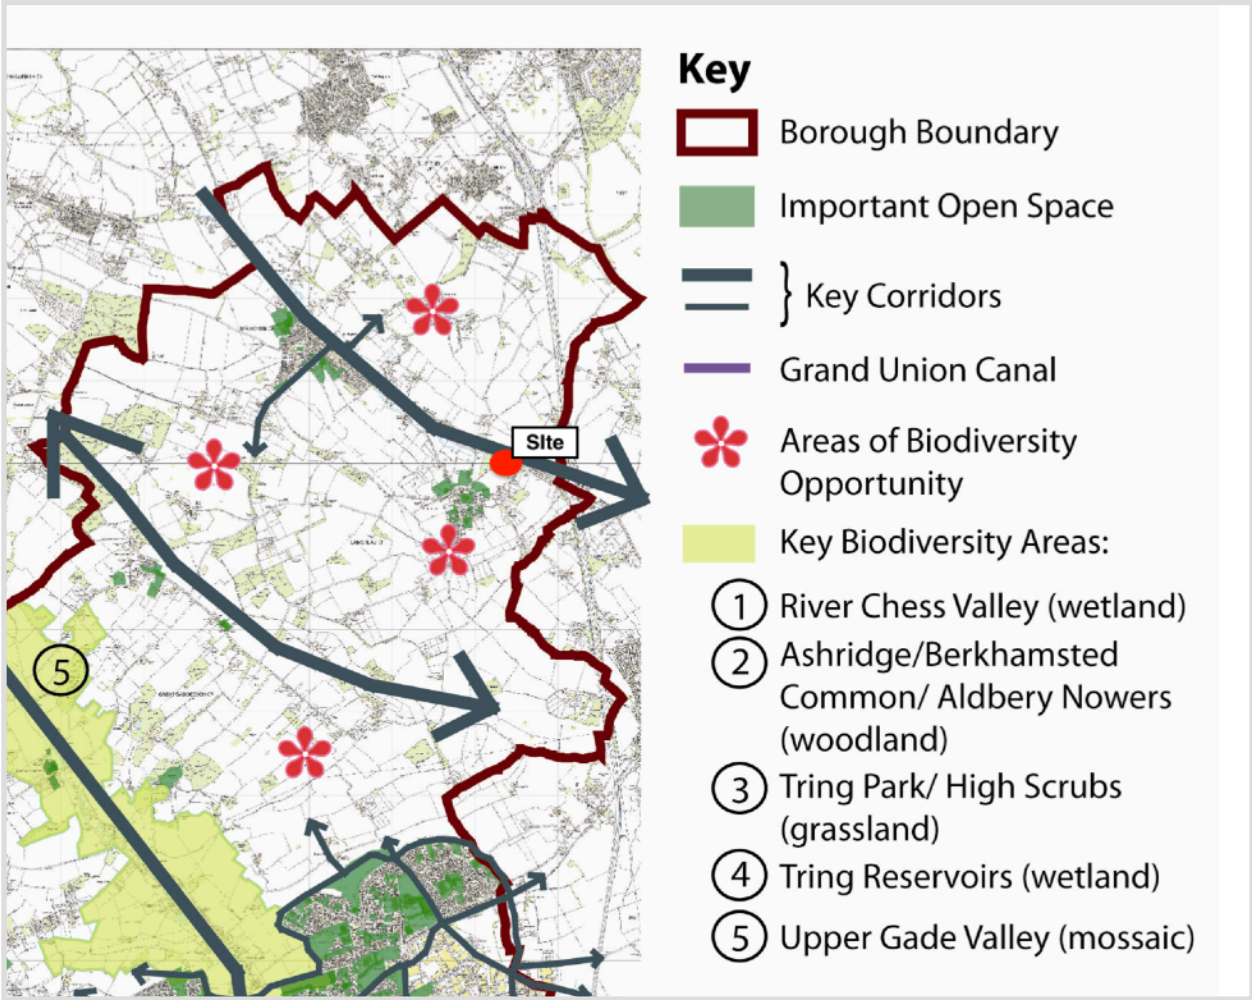 Key
Borough Boundary
Important Open Space
Key Corridors
Grand Union Canal
Areas of Biodiversity
Opportunity
Key Biodiversity Areas:
1 River Chess Valley (wetland)
2 Ashridge/Berkhamsted
Common/ Aldbery Nowers
(woodland)
3 Tring Park/ High Scrubs
(grassland)
4 Tring Reservoirs (wetland)
5 Upper Gade Valley (mossaic)
SIte
5